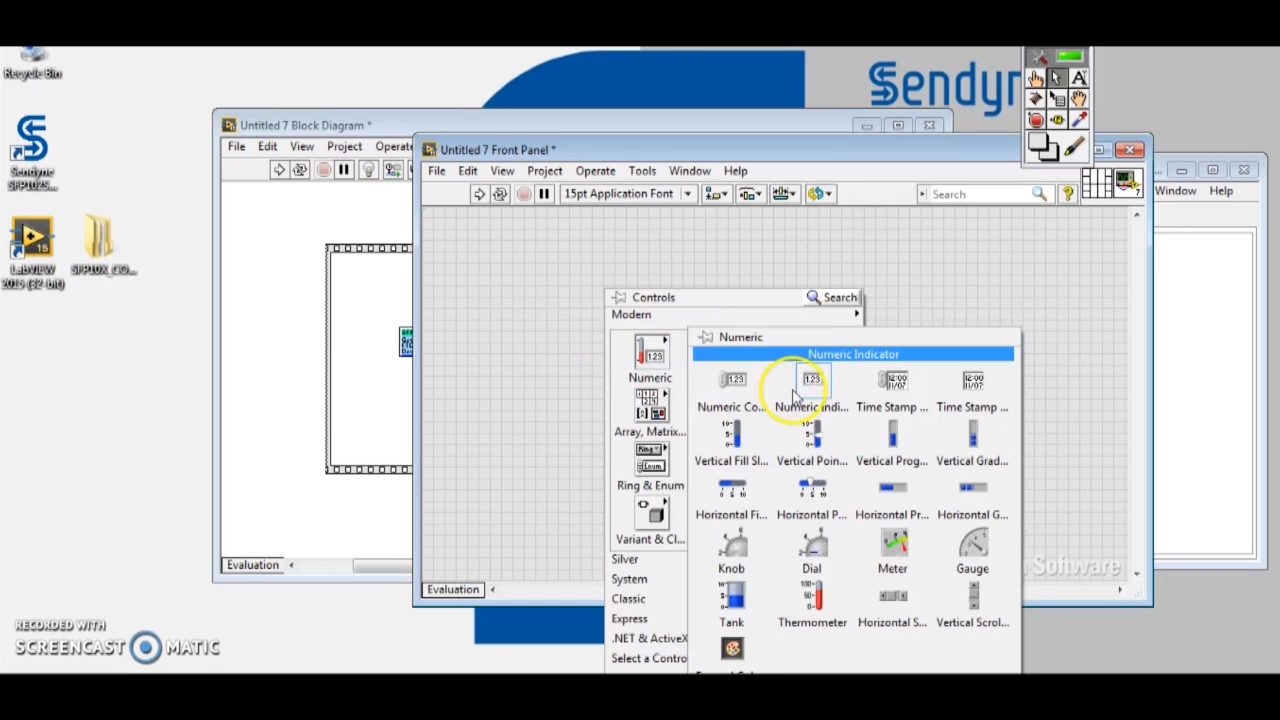 Recycle Bin
Sendyne
SFP102S...
LabVIEW
2015 (32-bit)
SFP10X_CO...
Sendyn
Untitled 7 Block Diagram *
File Edit View Project Operate
Evaluation
Untitled 7 Front Panel *
File Edit View Project Operate Tools Window Help
15pt Application Font
Search
7
Window Help
Controls
Search
Modern
Numeric
Array, Matrix...
Ring & Enum
Variant & Cl...
Silver
System
Classic
Express
.NET & ActiveX
Select a Contro
Numeric
Numeric Indicator
Numeric Co... Numeric Indi... Time Stamp ... Time Stamp ...
Vertical Fill Sl... Vertical Poin... Vertical Prog... Vertical Grad...
Horizontal Fi... Horizontal P... Horizontal Pr... Horizontal G...
Knob Dial Meter Gauge
Tank Thermometer Horizontal S... Vertical Scrol...
Software
Evaluation
RECORDED WITH
SCREENCAST MATIC